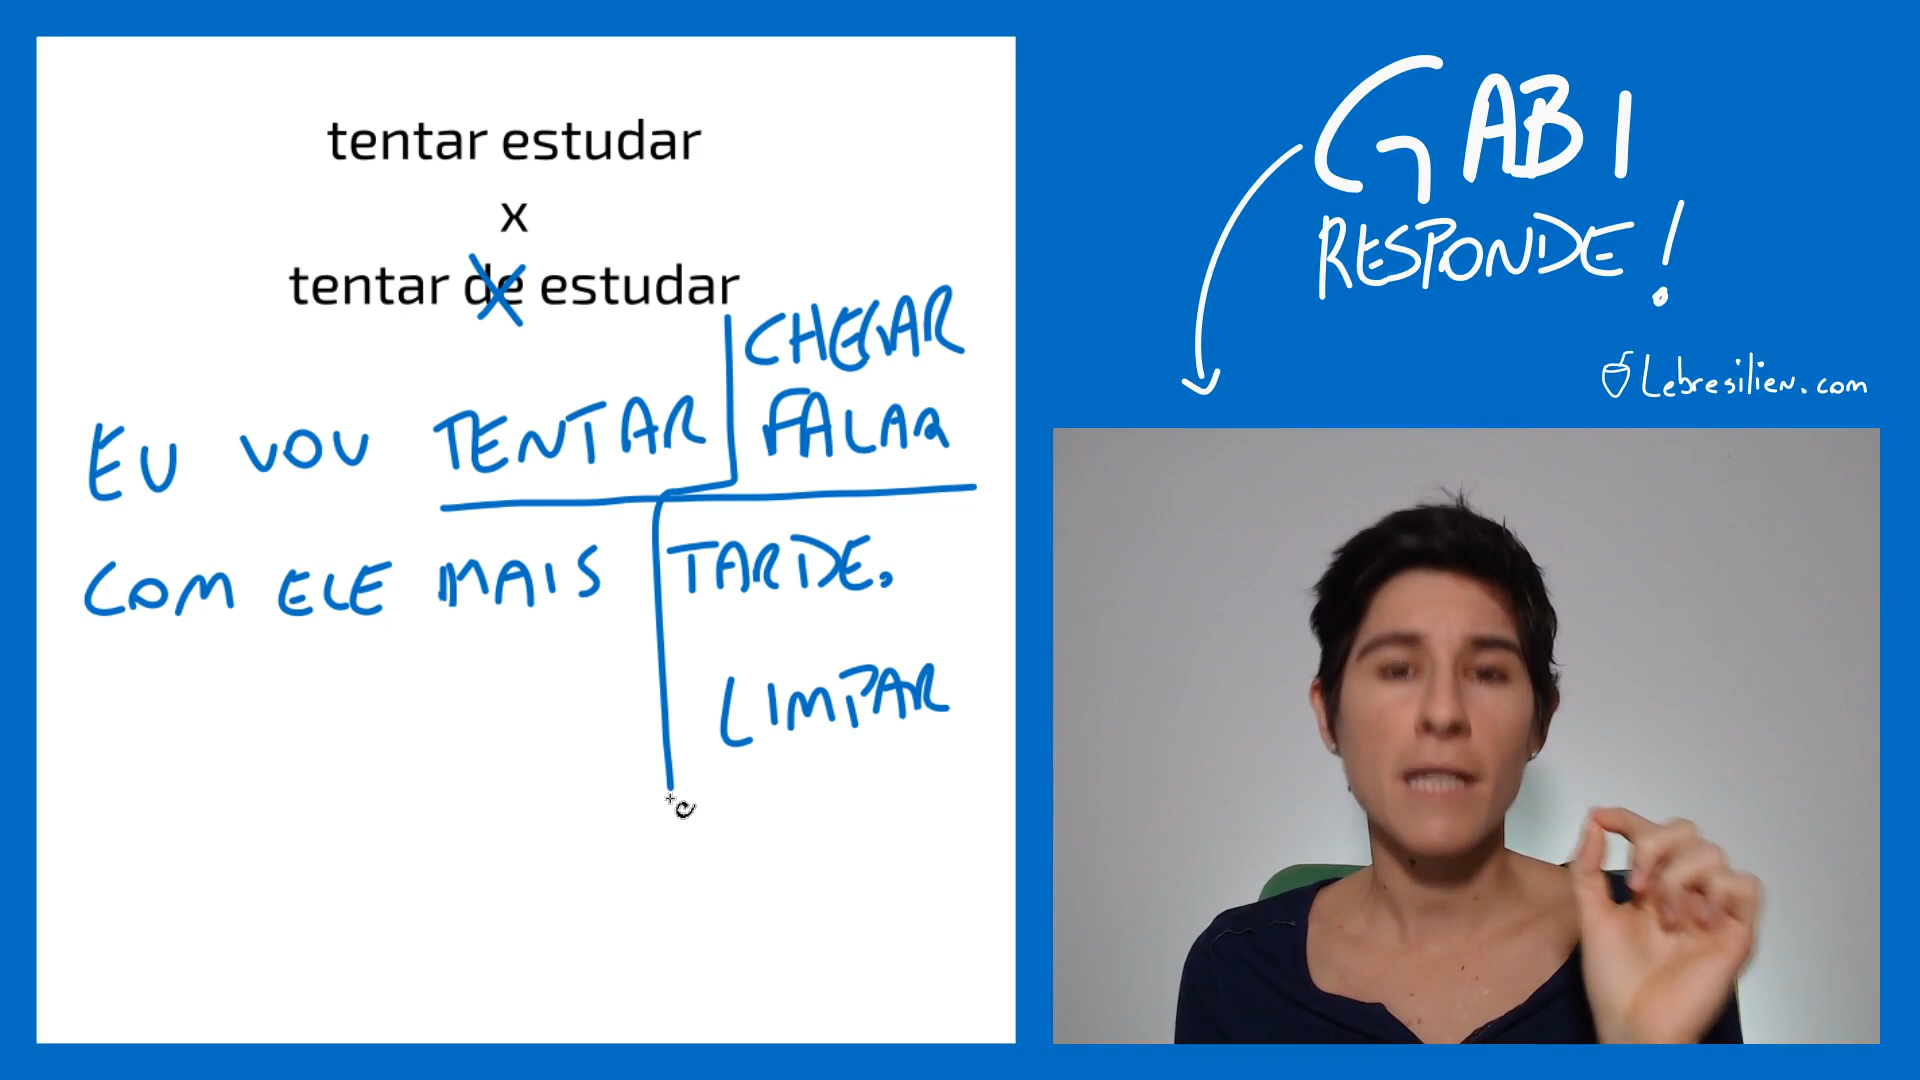 tentar estudar
x
tentar de estudar
CHEGAR
EU VOU TENTAR FALAR
COM ELE MAIS TARDE.
LIMPAR
GABI
RESPONDE!
Lebresilien.com